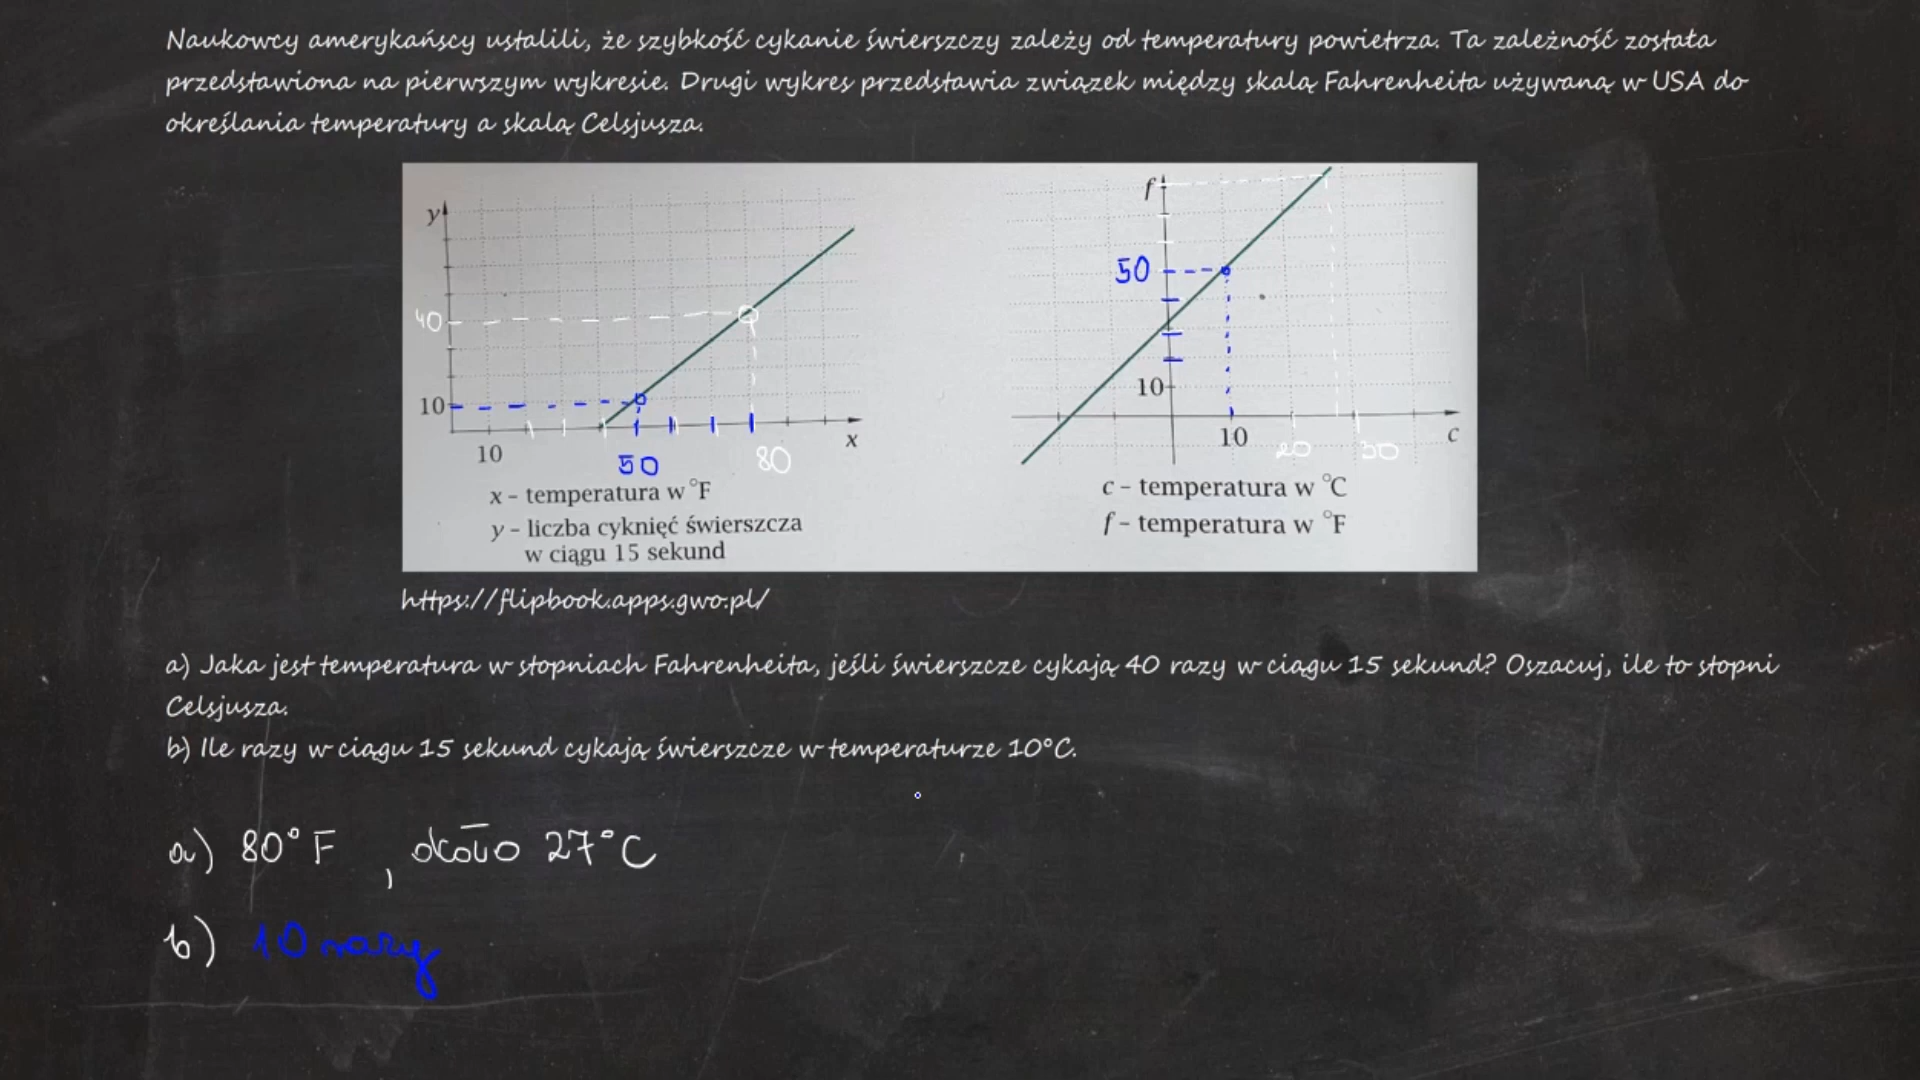 Naukowcy amerykańscy ustalili, że szybkość cykanie świerszczy zależy od temperatury powietrza. Ta zależność została
przedstawiona na pierwszym wykresie. Drugi wykres przedstawia związek między skalą Fahrenheita używaną w USA do
określania temperatury a skalą Celsjusza.
y
40
10
10
50
80
x
x - temperatura w °F
y - liczba cyknięć świerszcza
w ciągu 15 sekund
f
50
10
10
20
30
c
c - temperatura w °C
f - temperatura w °F
https://flipbook.apps.gwo.pl/
a) Jaka jest temperatura w stopniach Fahrenheita, jeśli świerszcze cykają 40 razy w ciągu 15 sekund? Oszacuj, ile to stopni
Celsjusza.
b) Ile razy w ciągu 15 sekund cykają świerszcze w temperaturze 10°C.
a) 80°F , około 27°C
b) 10 razy